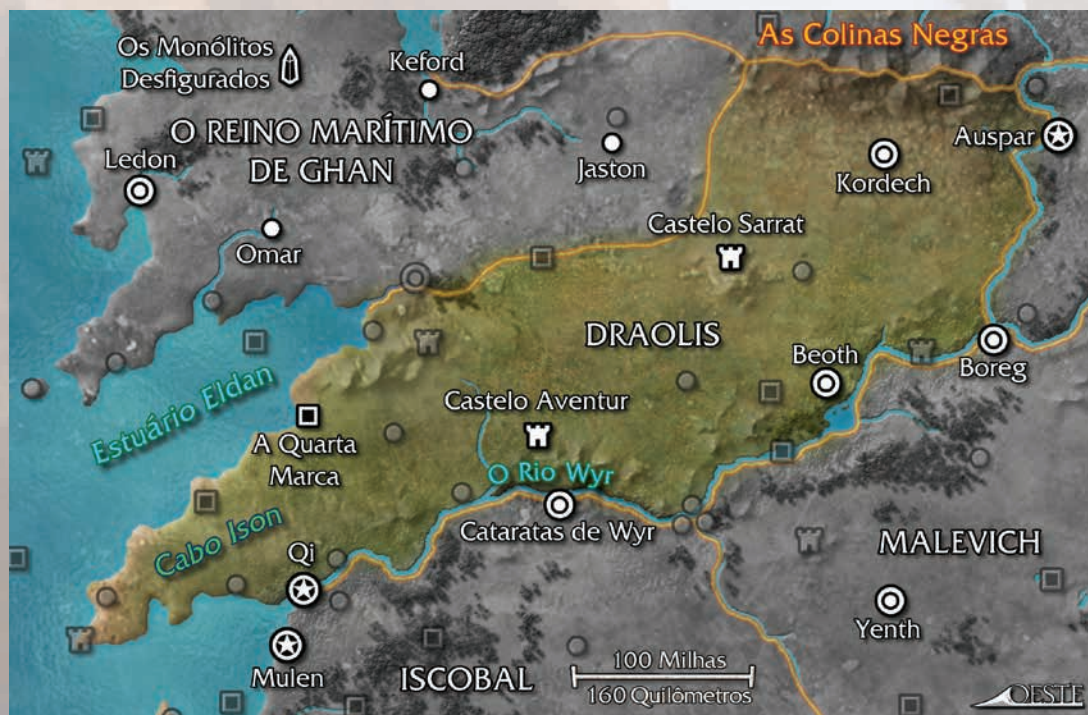 As Colinas Negras
Os Monólitos
Desfigurados
Keford
O REINO MARÍTIMO
DE GHAN
Auspar
Ledon
Jaston
Kordech
Castelo Sarrat
Omar
DRAOLIS
Beoth
Boreg
Estuário Eldan
Castelo Aventur
A Quarta
Marca
O Rio Wyr
Cataratas de Wyr
MALEVICH
Cabo Ison
Qi
Yenth
Mulen
ISCOBAL
100 Milhas
160 Quilômetros
OESTE